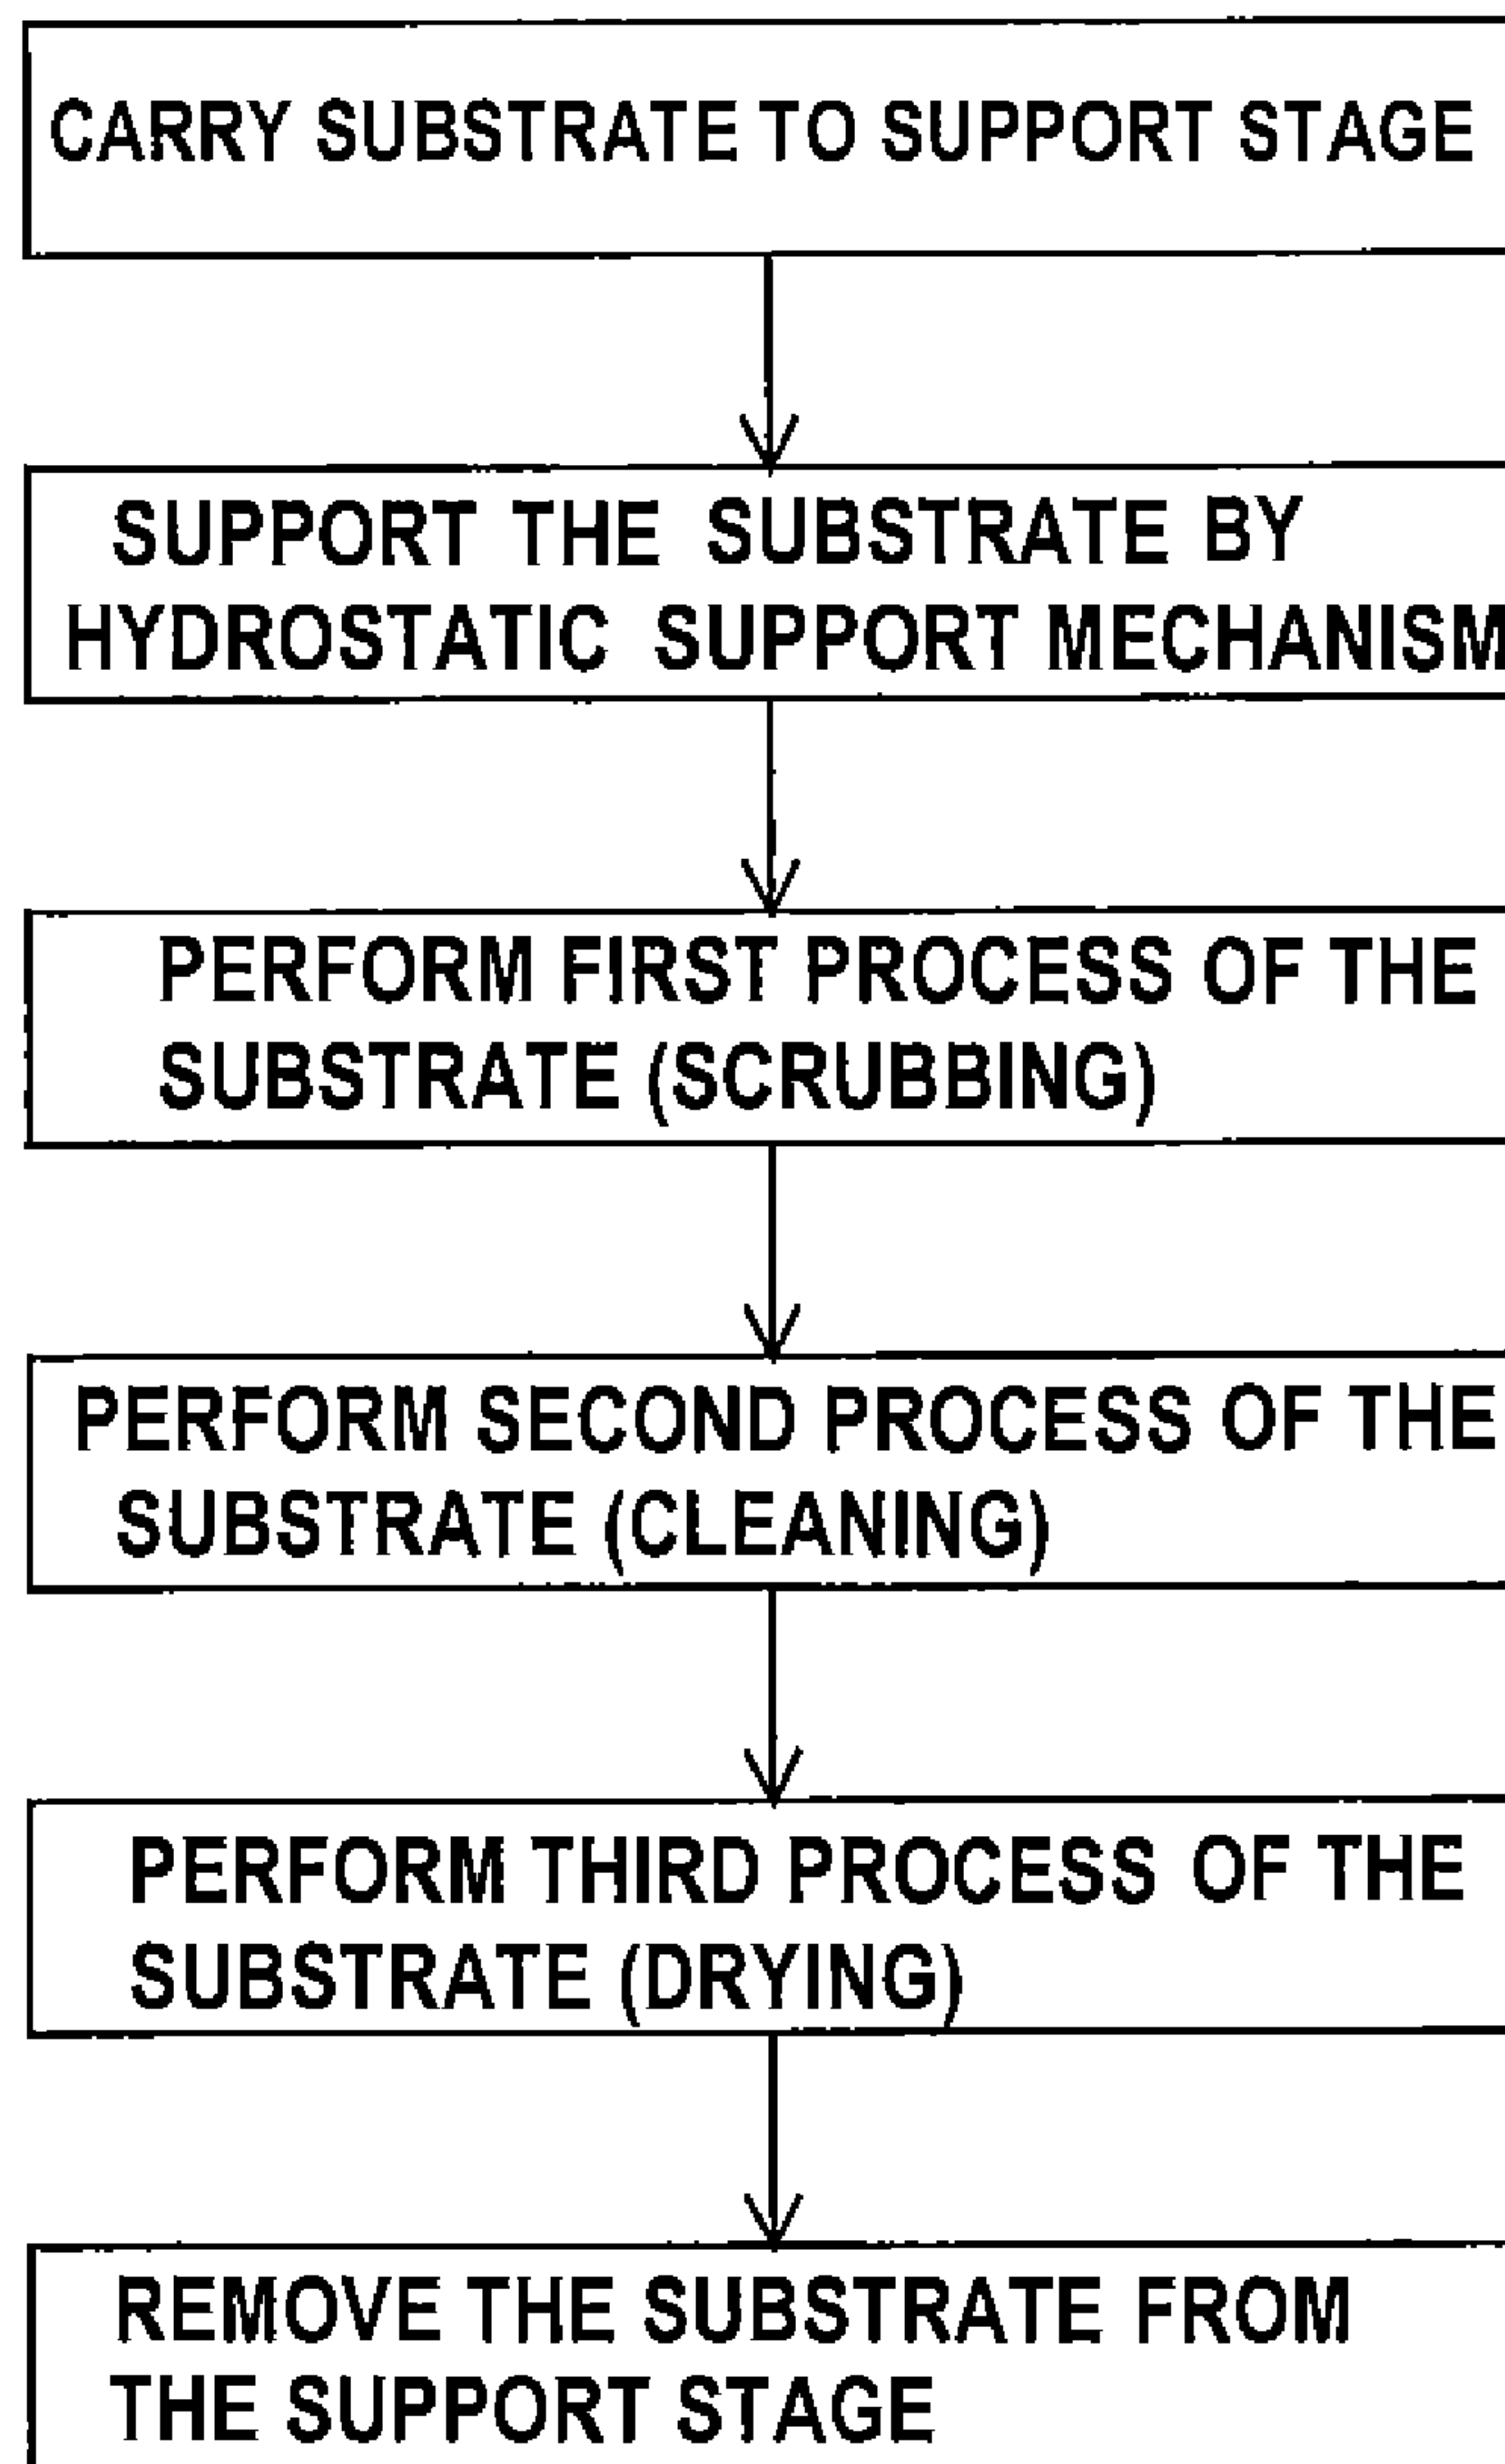 CARRY SUBSTRATE TO SUPPORT STAGE
SUPPORT THE SUBSTRATE BY
HYDROSTATIC SUPPORT MECHANISM
PERFORM FIRST PROCESS OF THE
SUBSTRATE (SCRUBBING)
PERFORM SECOND PROCESS OF THE
SUBSTRATE (CLEANING)
PERFORM THIRD PROCESS OF THE
SUBSTRATE (DRYING)
REMOVE THE SUBSTRATE FROM
THE SUPPORT STAGE